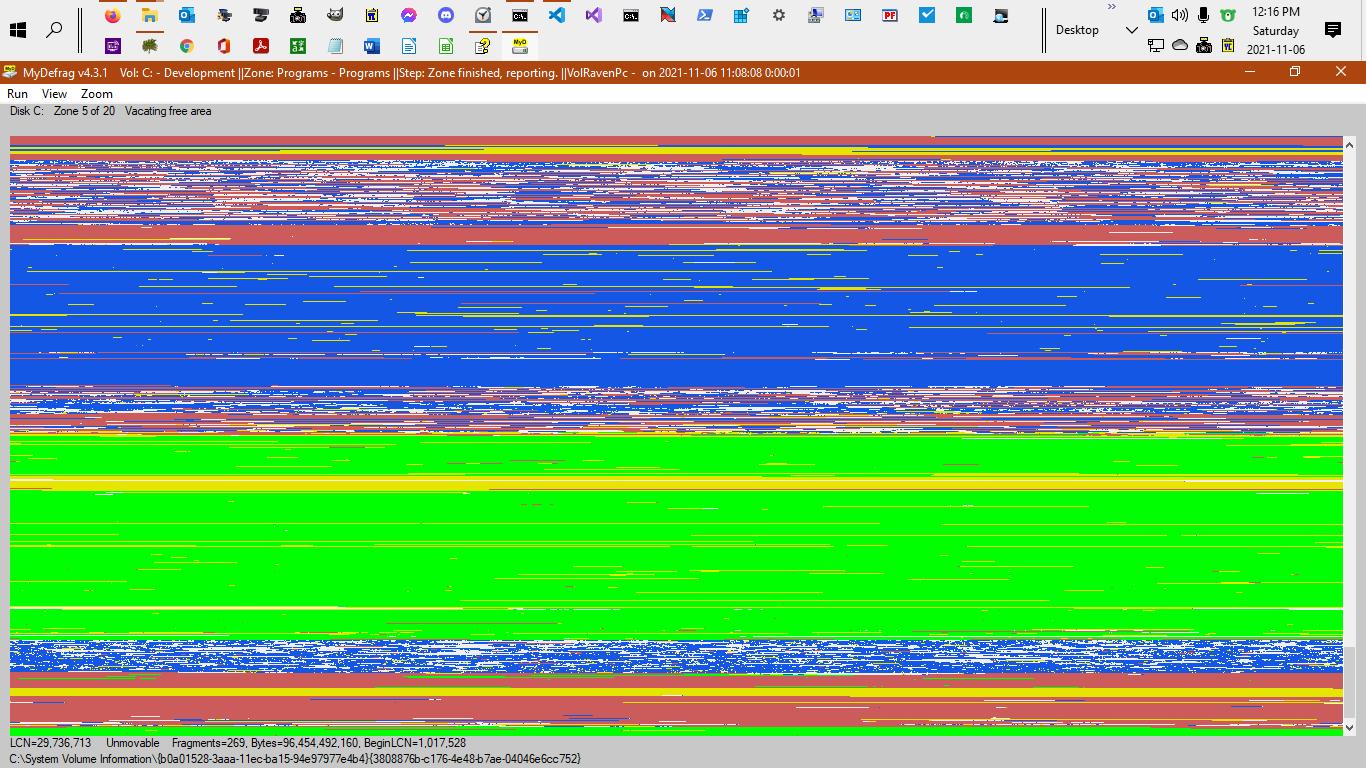 12:16 PM
Saturday
2021-11-06
Desktop
MyDefrag v4.3.1 Vol: C: - Development ||Zone: Programs - Programs ||Step: Zone finished, reporting. ||VolRavenPc - on 2021-11-06 11:08:08 0:00:01
Run View Zoom
Disk C: Zone 5 of 20 Vacating free area
LCN=29,736,713 Unmovable Fragments=269, Bytes=96,454,492,160, BeginLCN=1,017,528
C:\System Volume Information\{b0a01528-3aaa-11ec-ba15-94e97977e4b4}{3808876b-c176-4e48-b7ae-04046e6cc752}